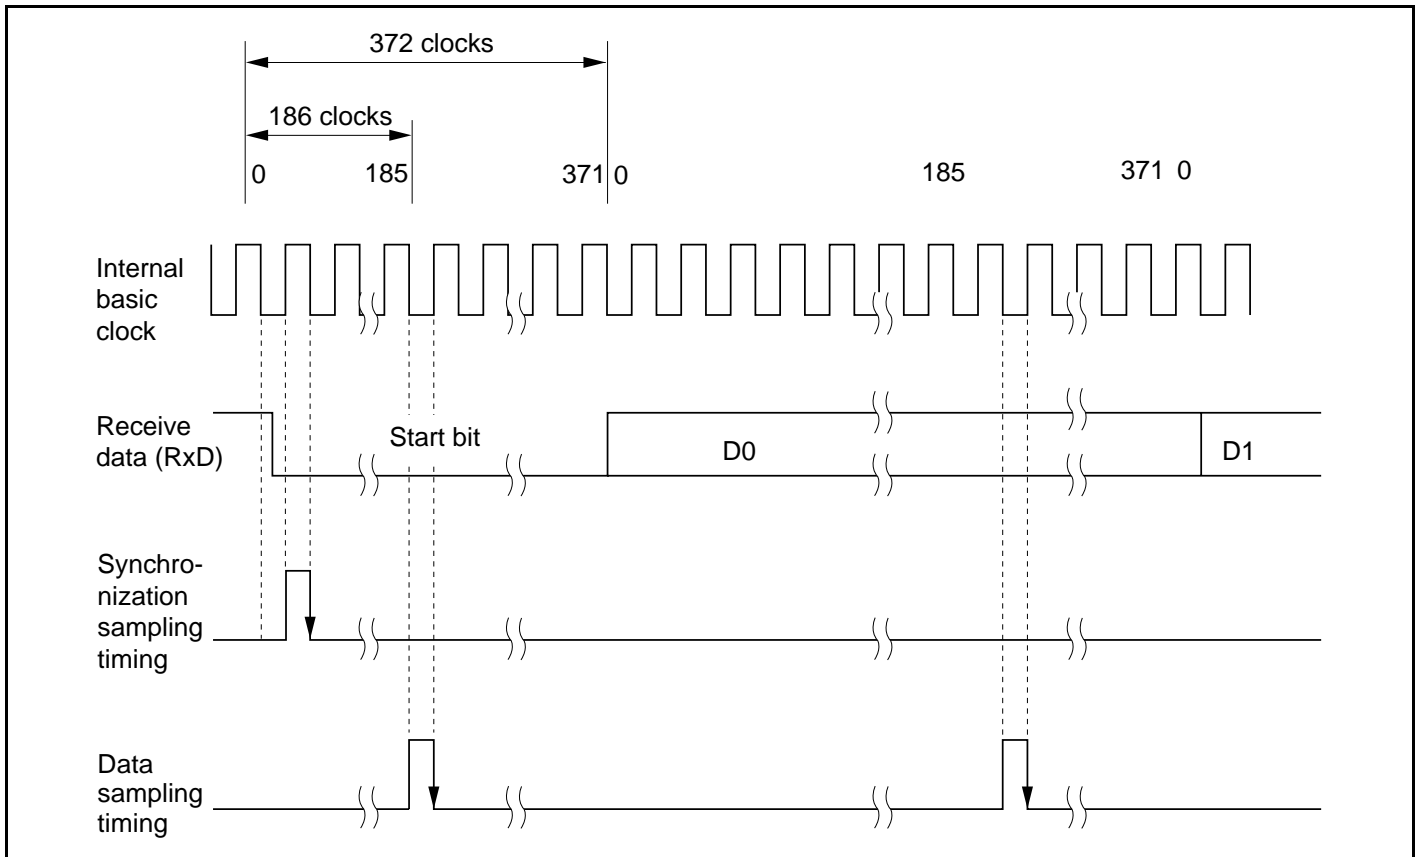 372 clocks
186 clocks
0 185 371 0 185 371 0
Internal
basic
clock
Receive
data (RxD)
Start bit
D0
D1
Synchro-
nization
sampling
timing
Data
sampling
timing